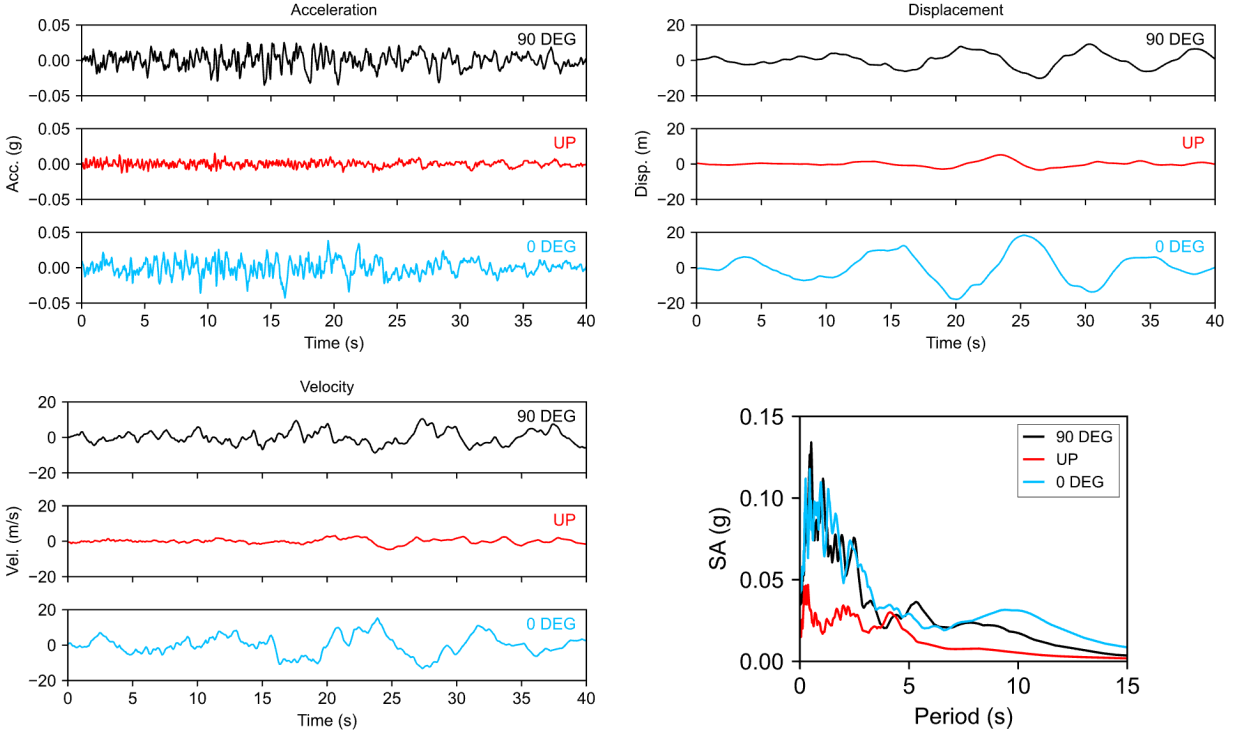 Acceleration
0.05
90 DEG
0.00
−0.05
0.05
UP
0.00
−0.05
0.05
0 DEG
0.00
−0.05
Acc. (g)
0 5 10 15 20 25 30 35 40
Time (s)
Displacement
20
90 DEG
0
−20
20
UP
0
−20
20
0 DEG
0
−20
Disp. (m)
0 5 10 15 20 25 30 35 40
Time (s)
Velocity
20
90 DEG
0
−20
20
UP
0
−20
20
0 DEG
0
−20
Vel. (m/s)
0 5 10 15 20 25 30 35 40
Time (s)
0.15
0.10
0.05
0.00
SA (g)
90 DEG
UP
0 DEG
0 5 10 15
Period (s)